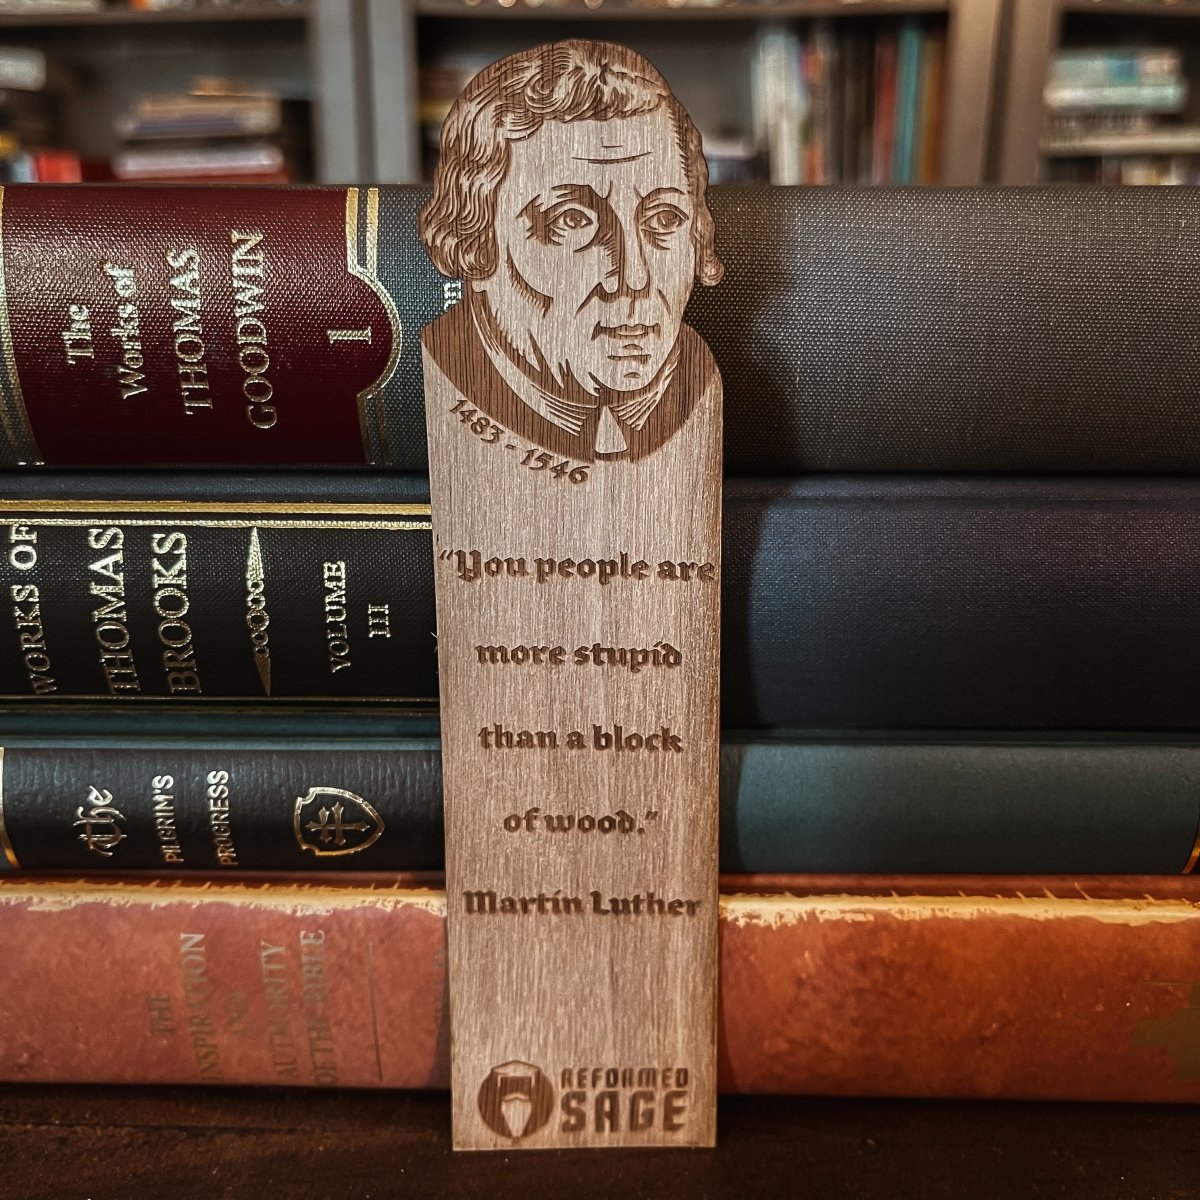 The
Works of
THOMAS
GOODWIN
1
1483 - 1546
WORKS OF
THOMAS
BROOKS
VOLUME
III
"You people are
more stupid
than a block
of wood."
Martin Luther
The
PILGRIM'S
PROGRESS
THE
INSPIRATION
AND
AUTHORITY
OF THE BIBLE
REFORMED
SAGE